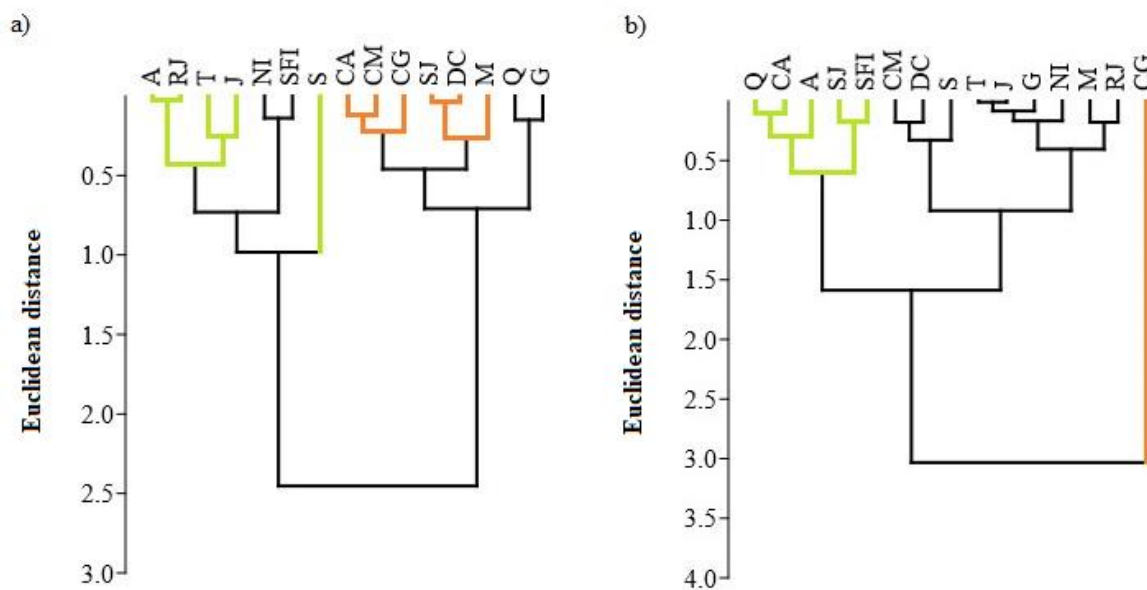 a)
A RJ T J NI SFI S CA CM CG SJ DC M Q G
Euclidean distance
0.5
1.0
1.5
2.0
2.5
3.0
b)
Q CA A SJ SFI CM DC S T J G NI M RJ CG
Euclidean distance
0.5
1.0
1.5
2.0
2.5
3.0
3.5
4.0